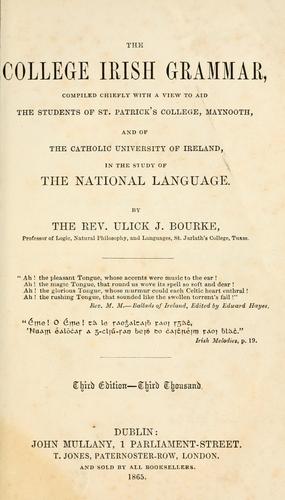 THE
COLLEGE IRISH GRAMMAR,
COMPILED CHIEFLY WITH A VIEW TO AID
THE STUDENTS OF ST. PATRICK'S COLLEGE, MAYNOOTH,
AND OF
THE CATHOLIC UNIVERSITY OF IRELAND,
IN THE STUDY OF
THE NATIONAL LANGUAGE.
BY
THE REV. ULICK J. BOURKE,
Professor of Logic, Natural Philosophy, and Languages, St. Jarlath's College, Tuam.
"Ah! the pleasant Tongue, whose accents were music to the ear!
Ah! the magic Tongue, that round us wove its spell so soft and dear!
Ah! the glorious Tongue, whose murmur could each Celtic heart enthral!
Ah! the rushing Tongue, that sounded like the swollen torrent's fall!"
Rev. M. M.—Ballads of Ireland, Edited by Edward Hayes.
Irish Melodies, p. 19.
Third Edition—Third Thousand.
DUBLIN:
JOHN MULLANY, 1 PARLIAMENT-STREET.
T. JONES, PATERNOSTER-ROW, LONDON.
AND SOLD BY ALL BOOKSELLERS.
1865.